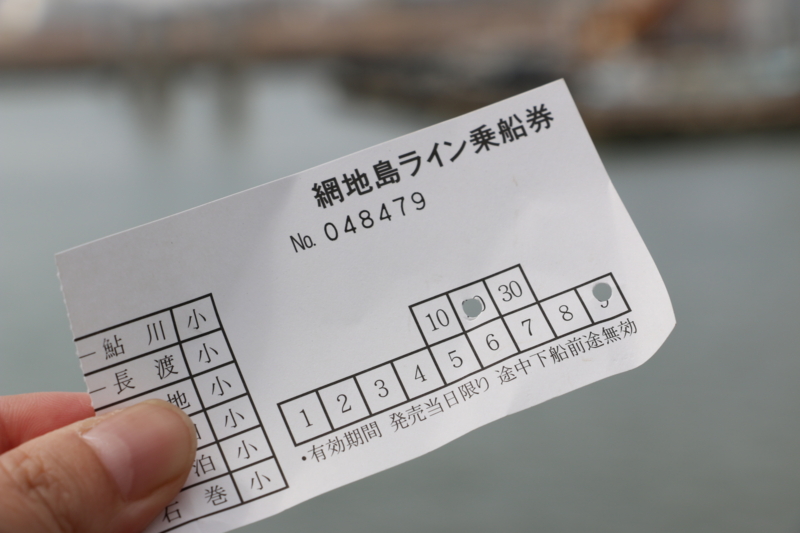 網地島ライン乗船券
No. 048479
鮎川 小
長渡 小
地 小
小
泊 小
石巻 小
10 30
1 2 3 4 5 6 7 8
・有効期間 発売当日限り 途中下船前途無効